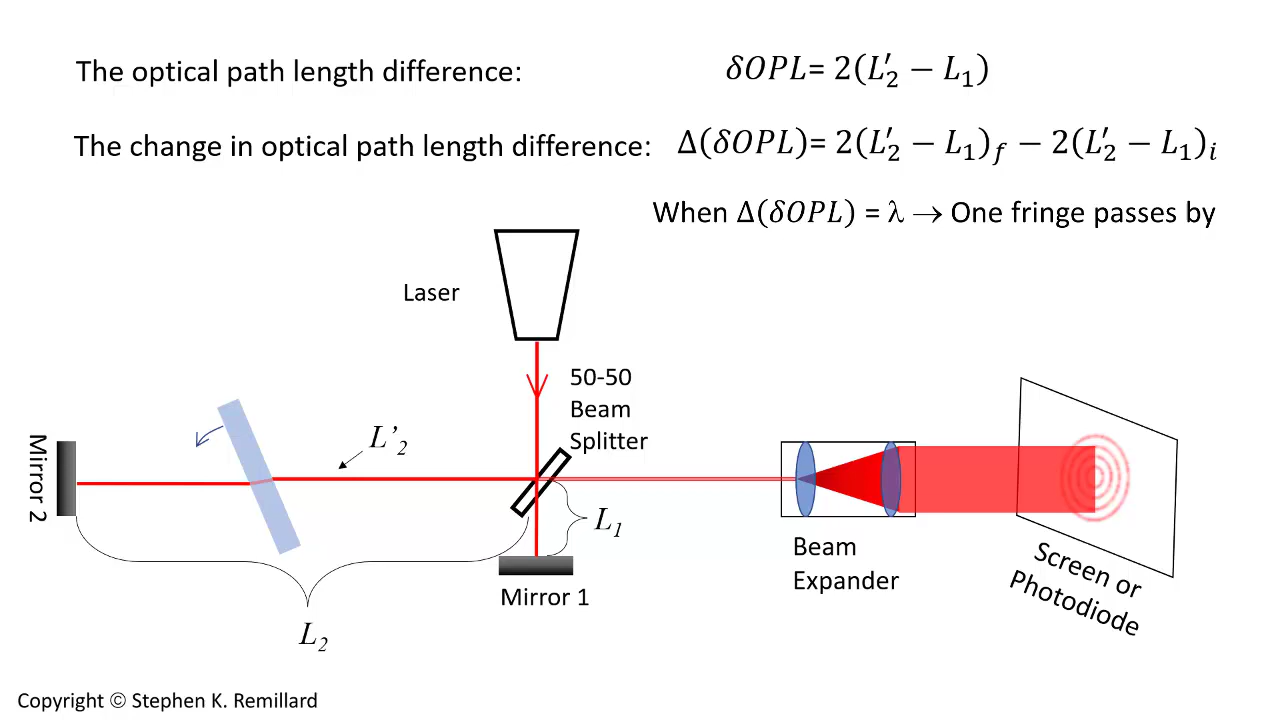 The optical path length difference: δOPL= 2(L′₂ − L₁)
The change in optical path length difference: Δ(δOPL)= 2(L′₂ − L₁)𝑓 − 2(L′₂ − L₁)ᵢ
When Δ(δOPL) = λ → One fringe passes by
Laser
50-50
Beam
Splitter
L’₂
Mirror 2
L₁
L₂
Mirror 1
Beam
Expander
Screen or
Photodiode
Copyright © Stephen K. Remillard